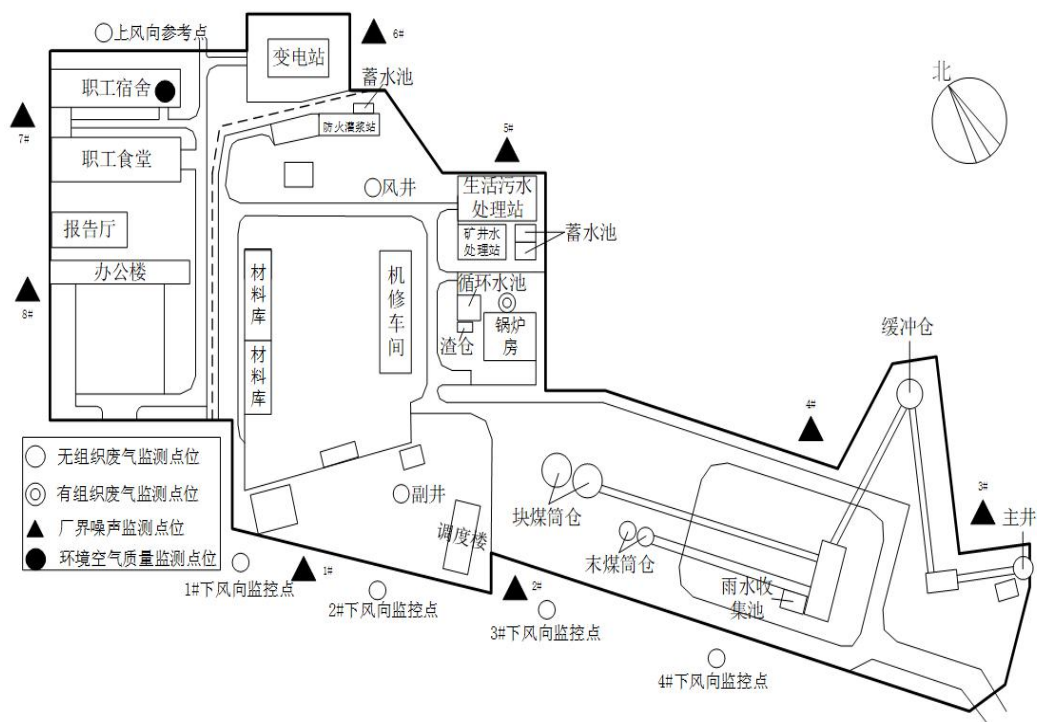 上风向参考点
变电站
6#
北
蓄水池
职工宿舍
7#
防火灌浆站
5#
职工食堂
风井
生活污水
处理站
报告厅
矿井水
处理站
蓄水池
办公楼
8#
材料库
机修车间
循环水池
锅炉
房
渣仓
缓冲仓
材料库
4#
无组织废气监测点位
有组织废气监测点位
厂界噪声监测点位
环境空气质量监测点位
副井
调度楼
块煤筒仓
末煤筒仓
3#
主井
雨水收
集池
1#下风向监控点
1#
2#下风向监控点
2#
3#下风向监控点
4#下风向监控点